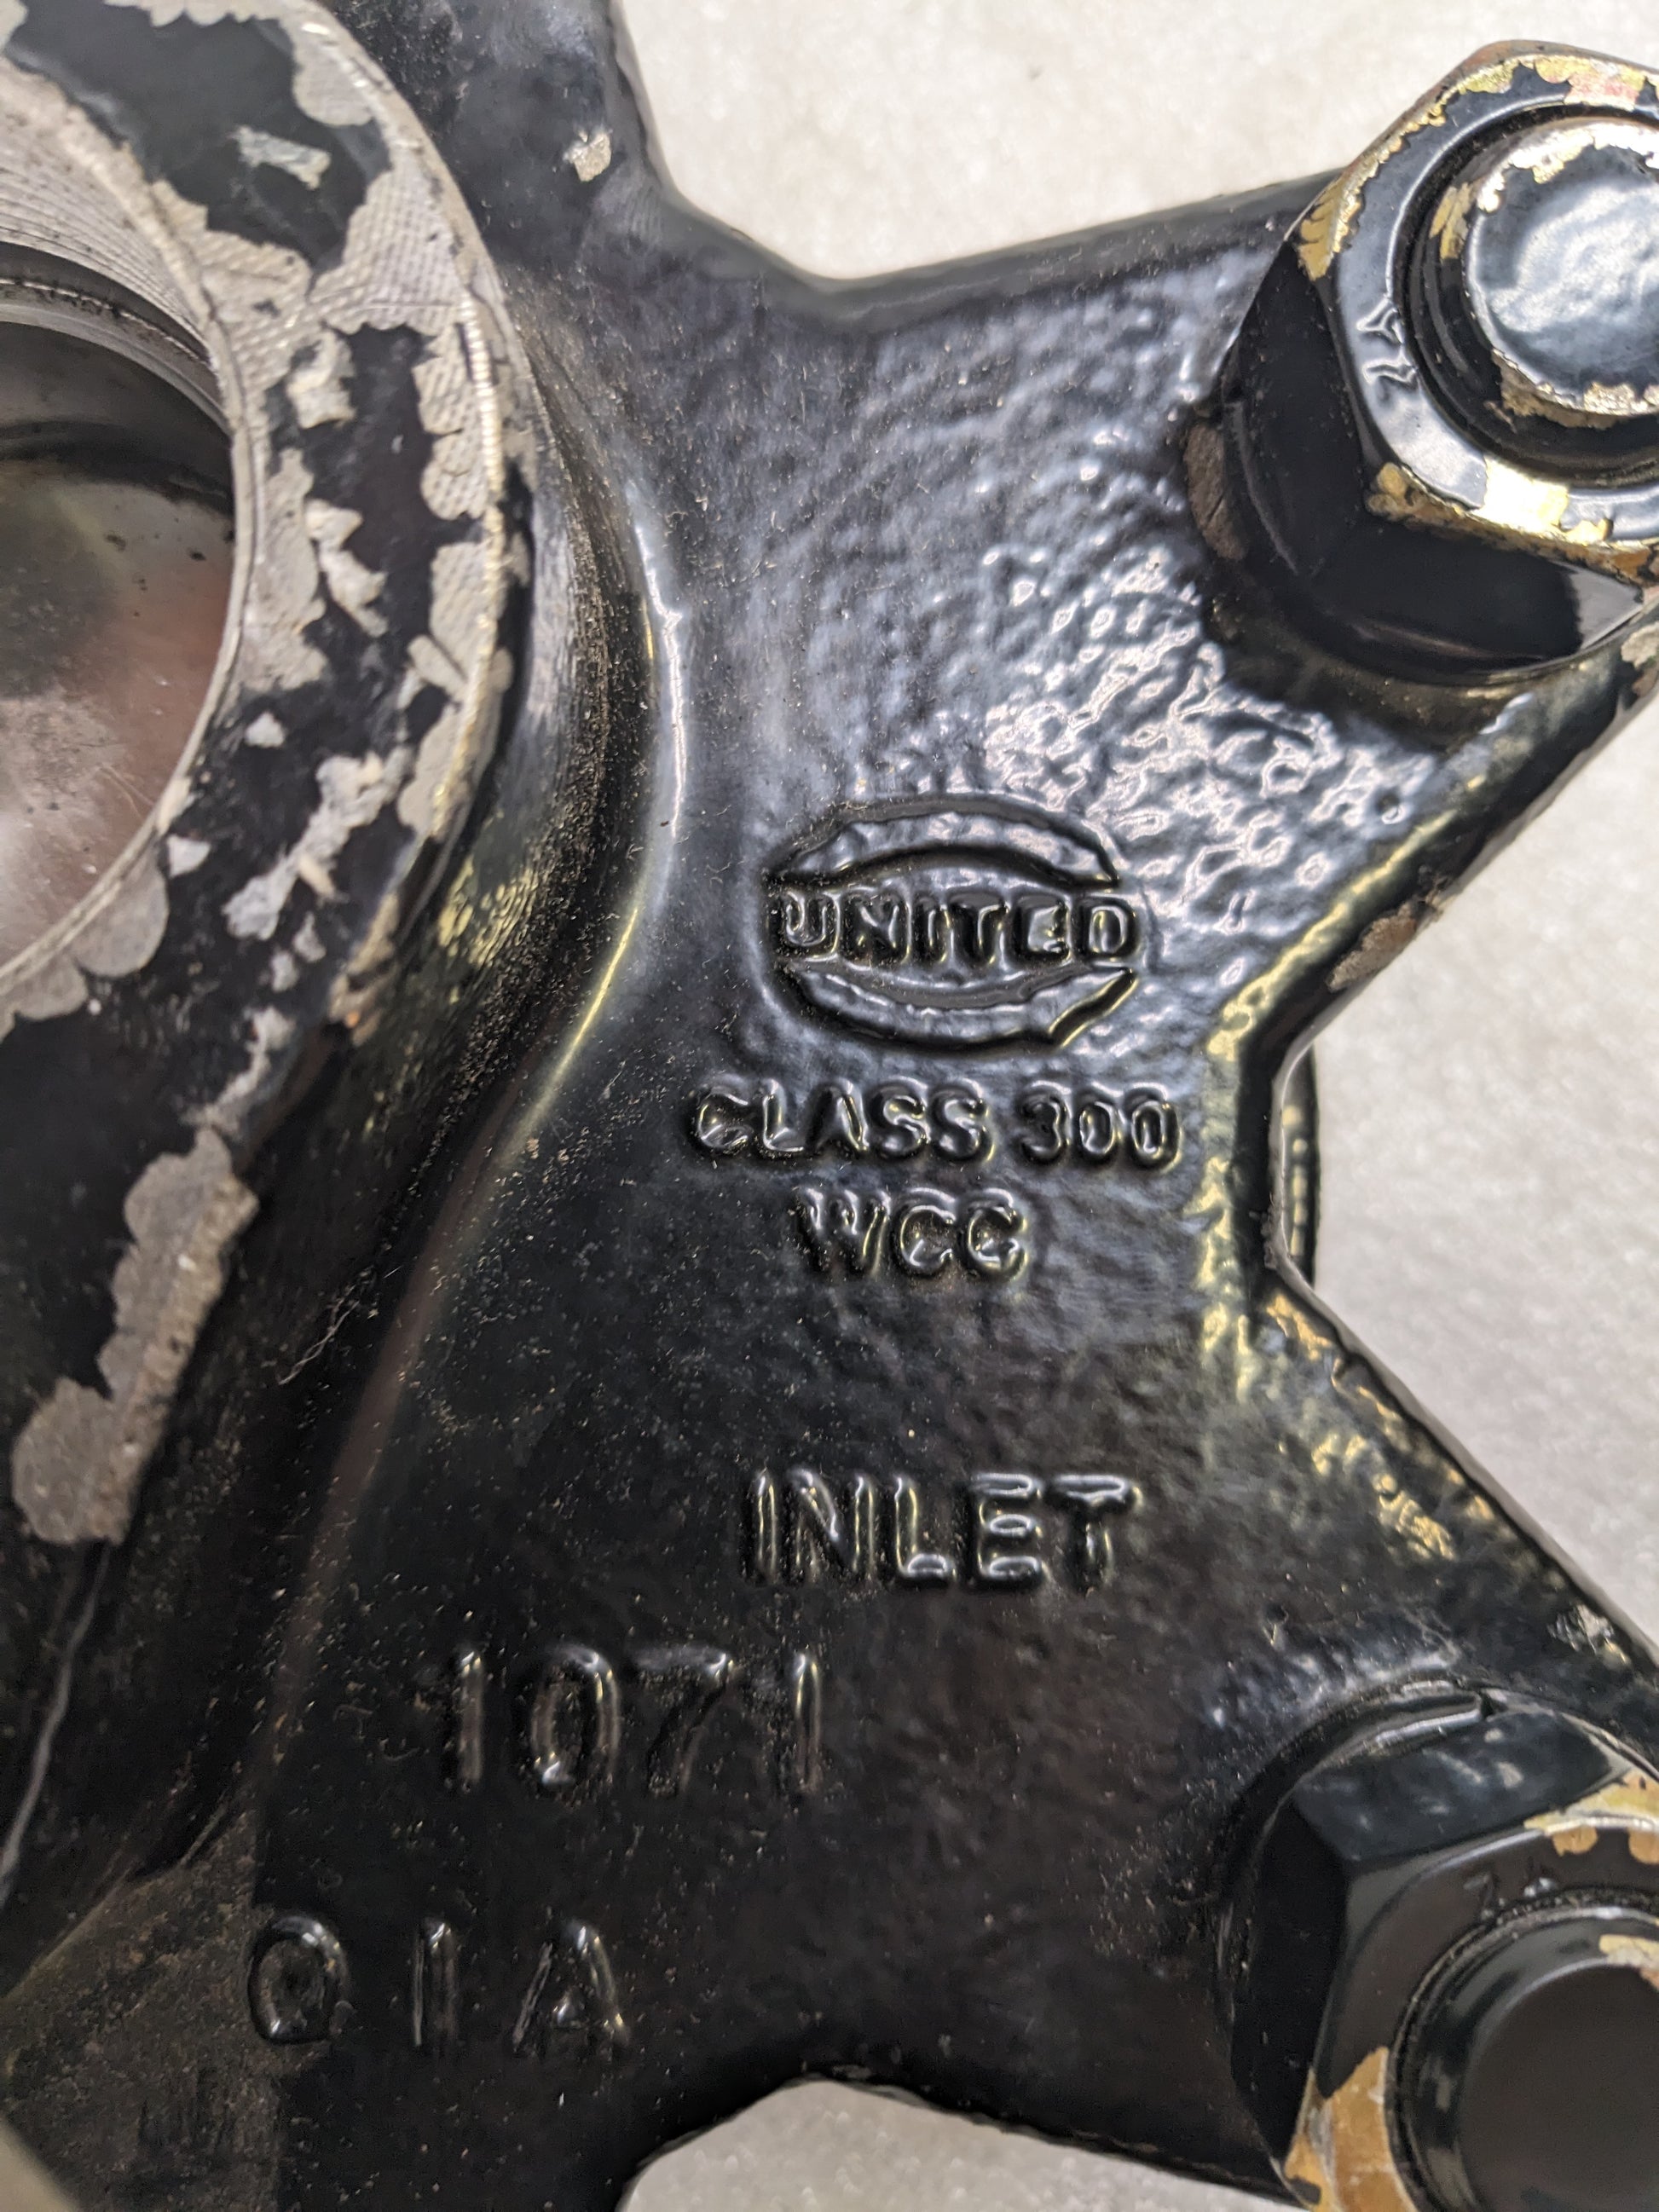 UNITED
CLASS 300
WCC
INLET
1071
Q1A